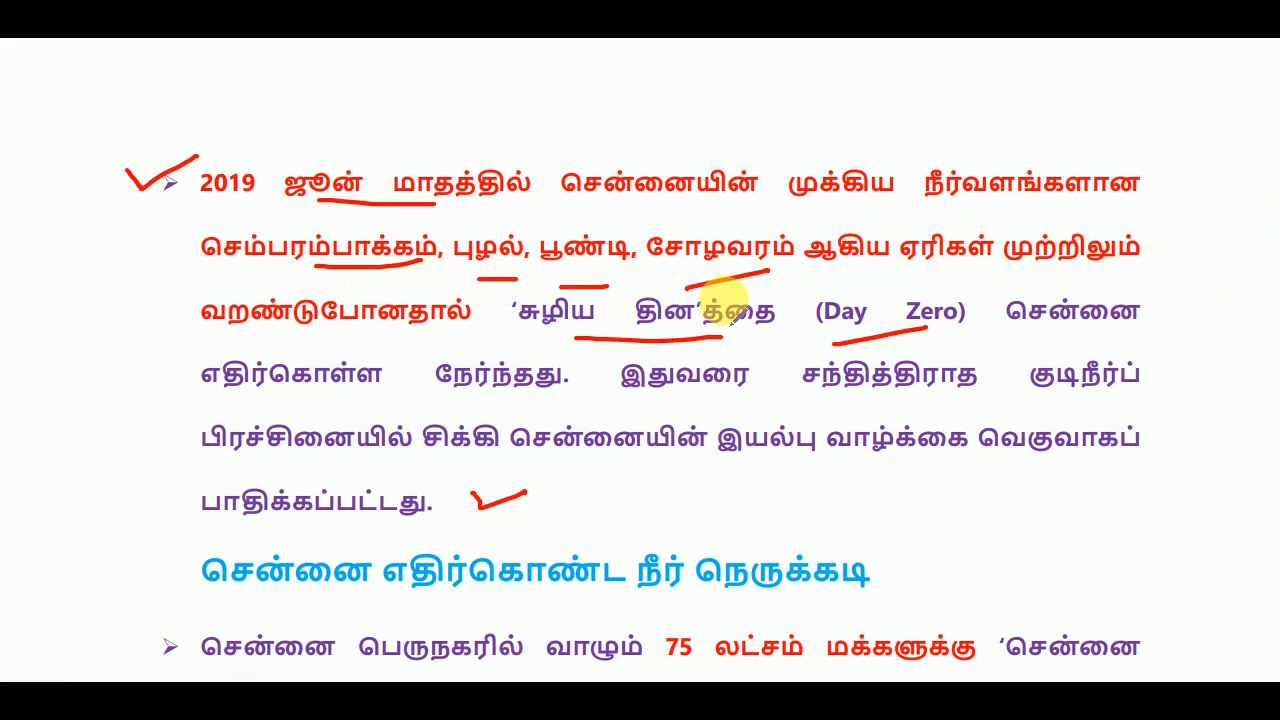 2019 ஜூன் மாதத்தில் சென்னையின் முக்கிய நீர்வளங்களான
செம்பரம்பாக்கம், புழல், பூண்டி, சோழவரம் ஆகிய ஏரிகள் முற்றிலும்
வறண்டுபோனதால் ‘சுழிய தின’த்தை (Day Zero) சென்னை
எதிர்கொள்ள நேர்ந்தது. இதுவரை சந்தித்திராத குடிநீர்ப்
பிரச்சினையில் சிக்கி சென்னையின் இயல்பு வாழ்க்கை வெகுவாகப்
பாதிக்கப்பட்டது.
சென்னை எதிர்கொண்ட நீர் நெருக்கடி
சென்னை பெருநகரில் வாழும் 75 லட்சம் மக்களுக்கு ‘சென்னை